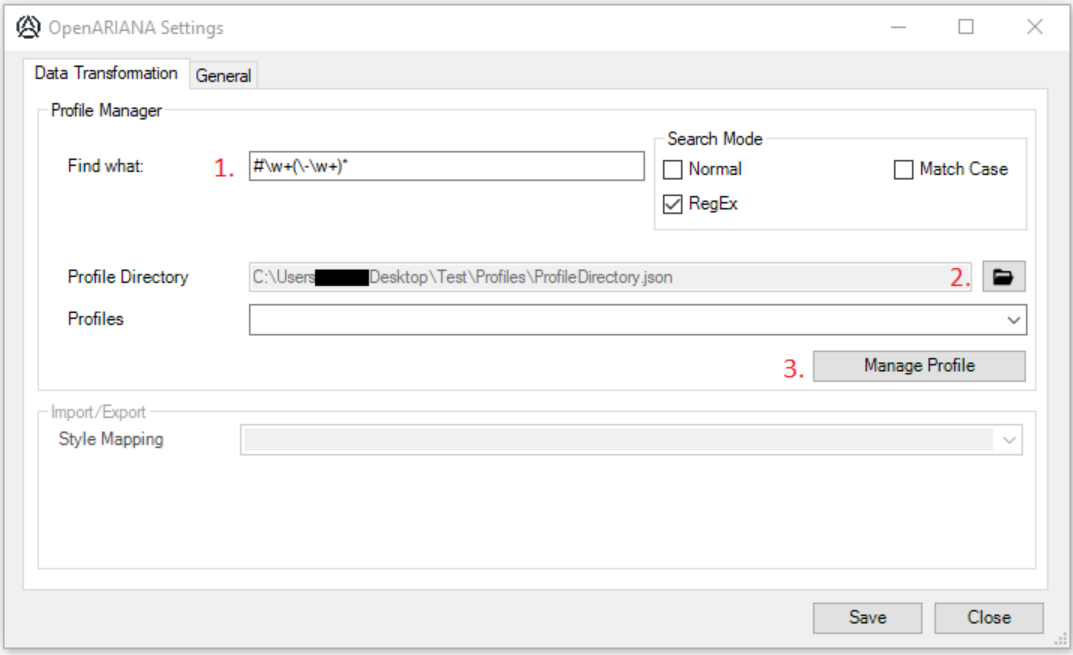 OpenARIANA Settings
Data Transformation General
Profile Manager
Find what: 1. #\w+(\-\w+)*
Search Mode
Normal Match Case
RegEx
Profile Directory C:\Users Desktop\Test\Profiles\ProfileDirectory.json 2.
Profiles
3. Manage Profile
Import/Export
Style Mapping
Save Close